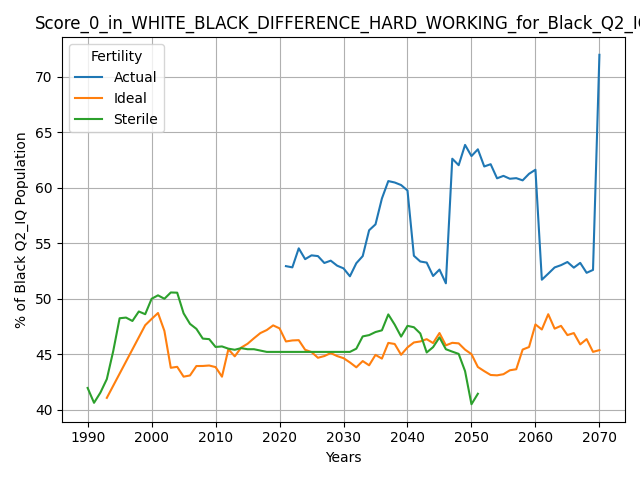 Score_0_in_WHITE_BLACK_DIFFERENCE_HARD_WORKING_for_Black_Q2_IQ
Fertility
Actual
Ideal
Sterile
% of Black Q2_IQ Population
70
65
60
55
50
45
40
1990 2000 2010 2020 2030 2040 2050 2060 2070
Years